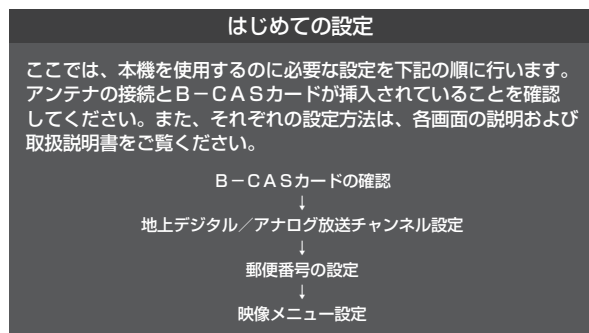 はじめての設定
ここでは、本機を使用するのに必要な設定を下記の順に行います。
アンテナの接続とＢ－ＣＡＳカードが挿入されていることを確認
してください。また、それぞれの設定方法は、各画面の説明および
取扱説明書をご覧ください。
Ｂ－ＣＡＳカードの確認
↓
地上デジタル／アナログ放送チャンネル設定
↓
郵便番号の設定
↓
映像メニュー設定